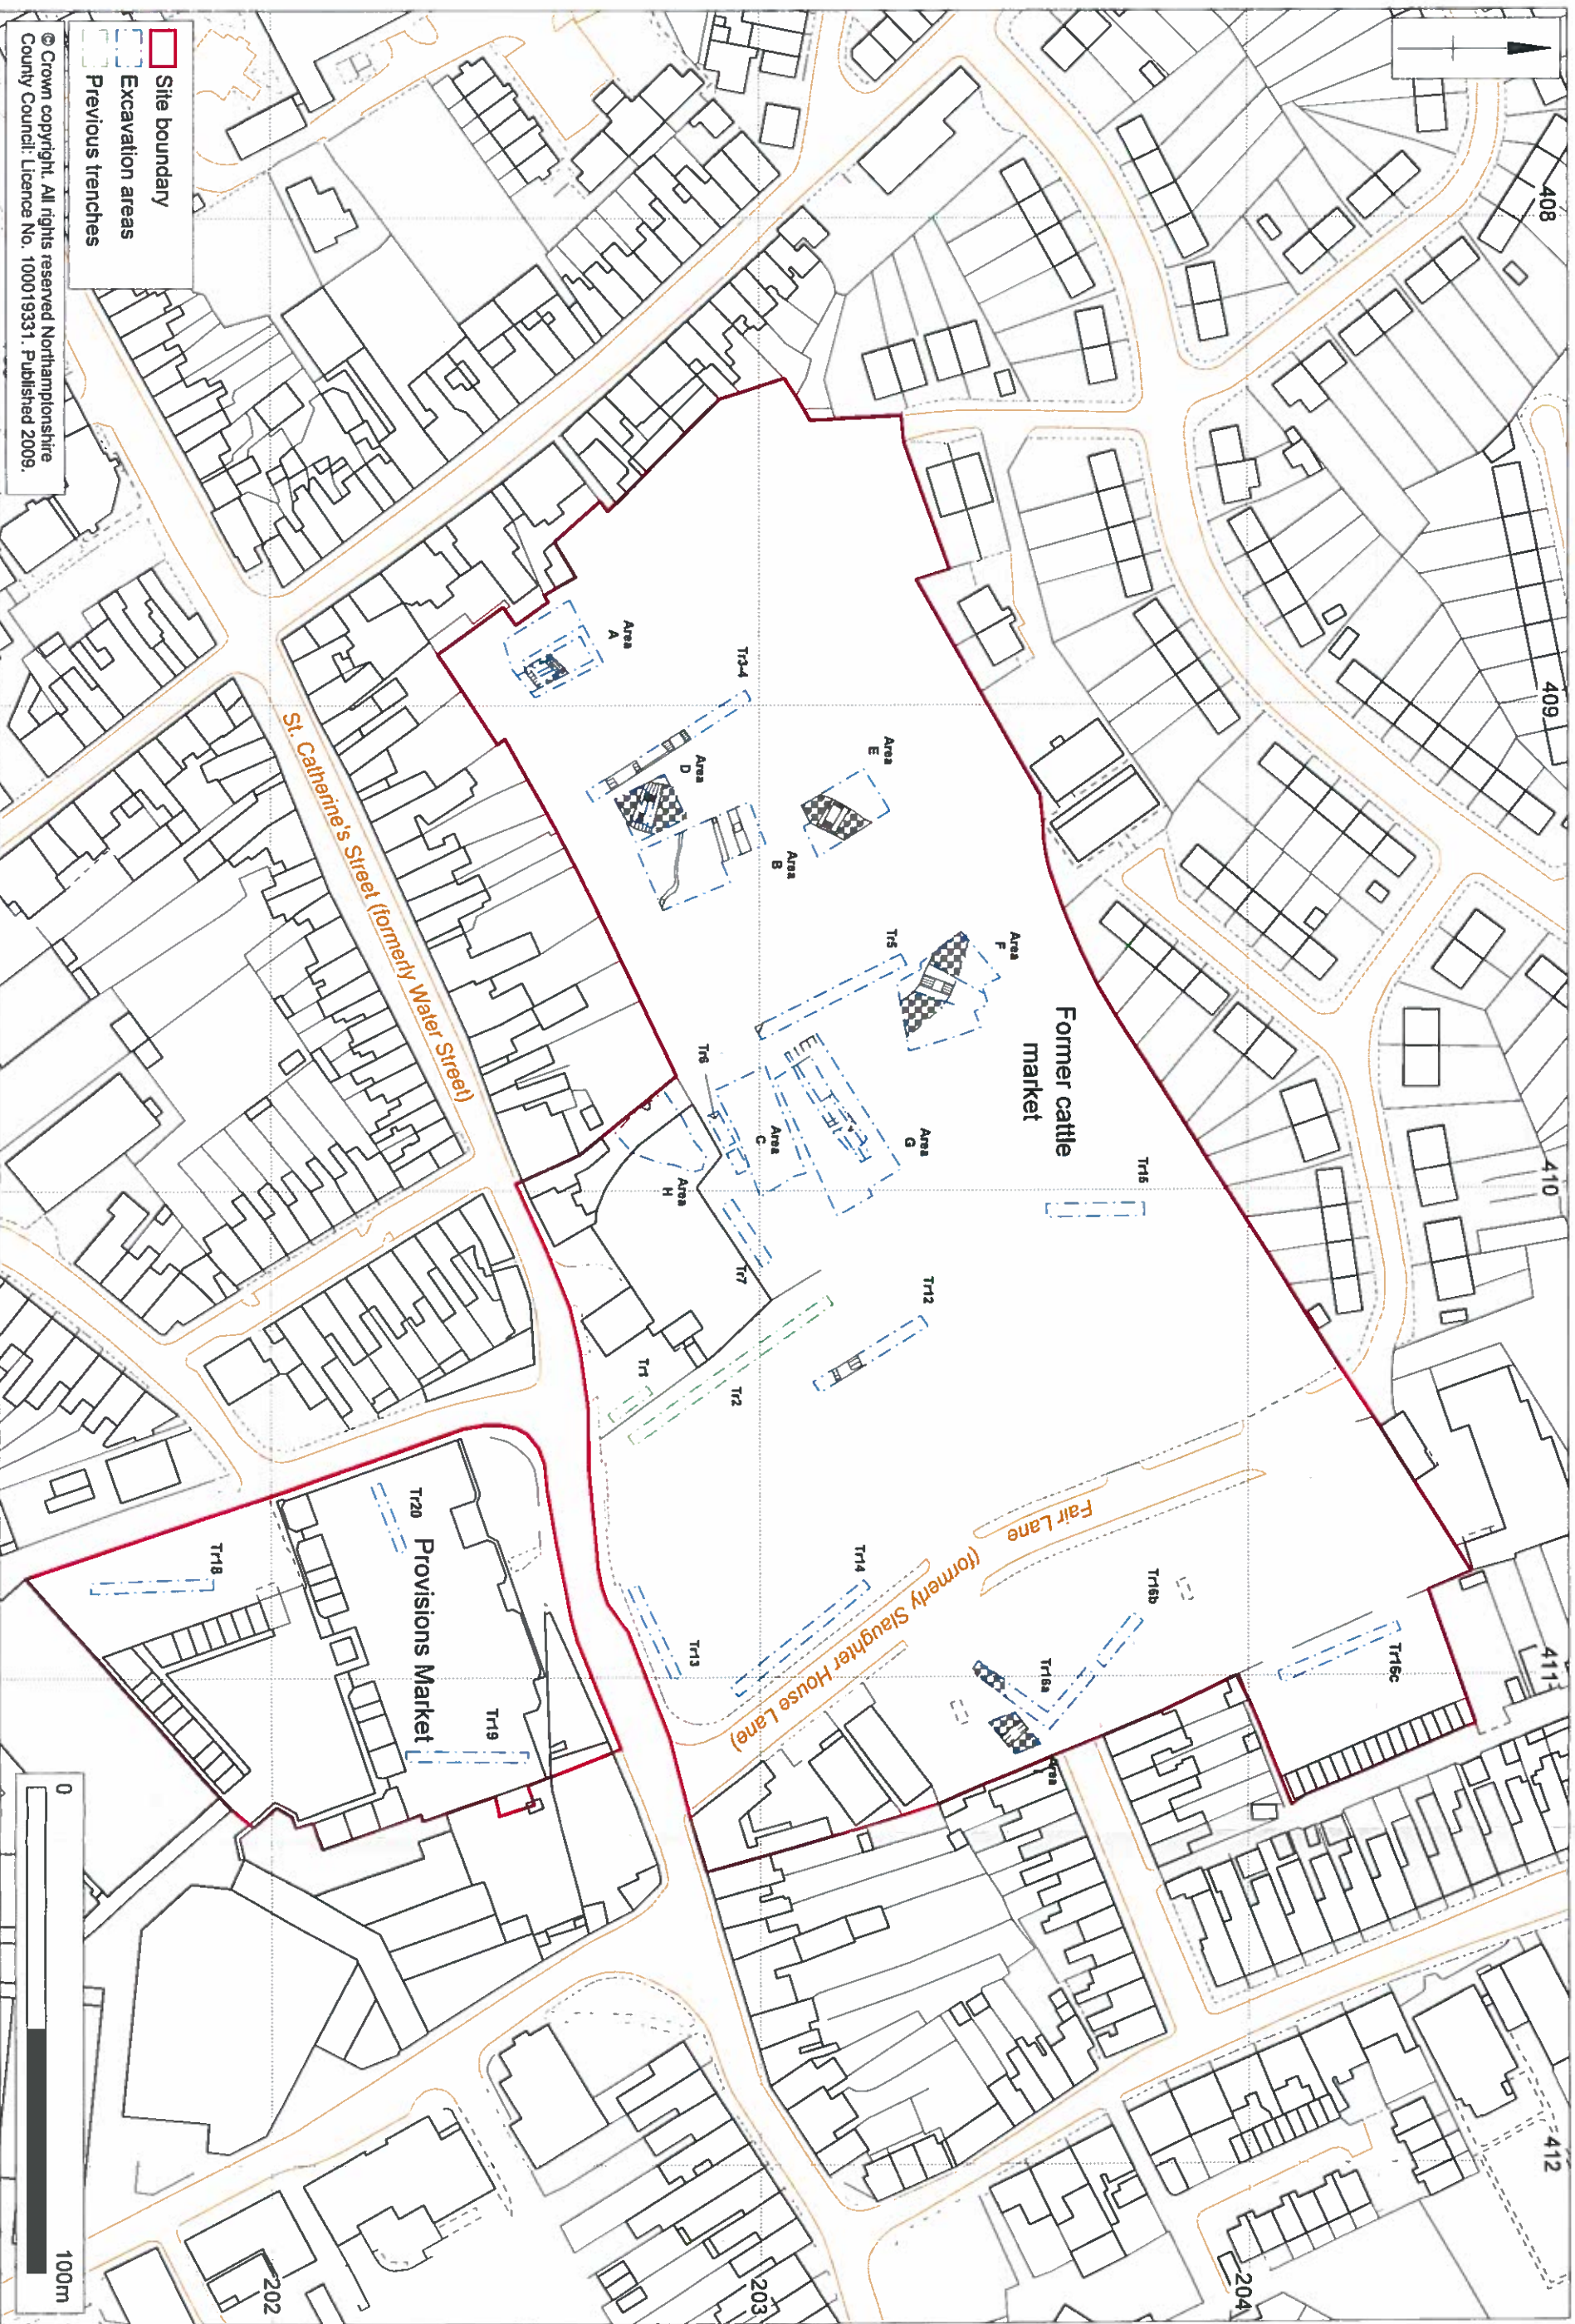 408
409
410
411
412
204
203
202
Former cattle
market
Area
A
Tr3-4
Area
D
Area
E
Area
B
Area
F
Tr5
Tr6
Area
C
Area
G
Area
H
Tr7
Tr15
Tr12
Tr1
Tr2
Fair Lane
(formerly Slaughter House Lane)
Tr14
Tr13
Tr16b
Tr16a
Tr16c
Area
St. Catherine's Street (formerly Water Street)
Provisions Market
Tr20
Tr18
Tr19
Site boundary
Excavation areas
Previous trenches
© Crown copyright. All rights reserved Northamptonshire
County Council: Licence No. 100019331. Published 2009.
0
100m